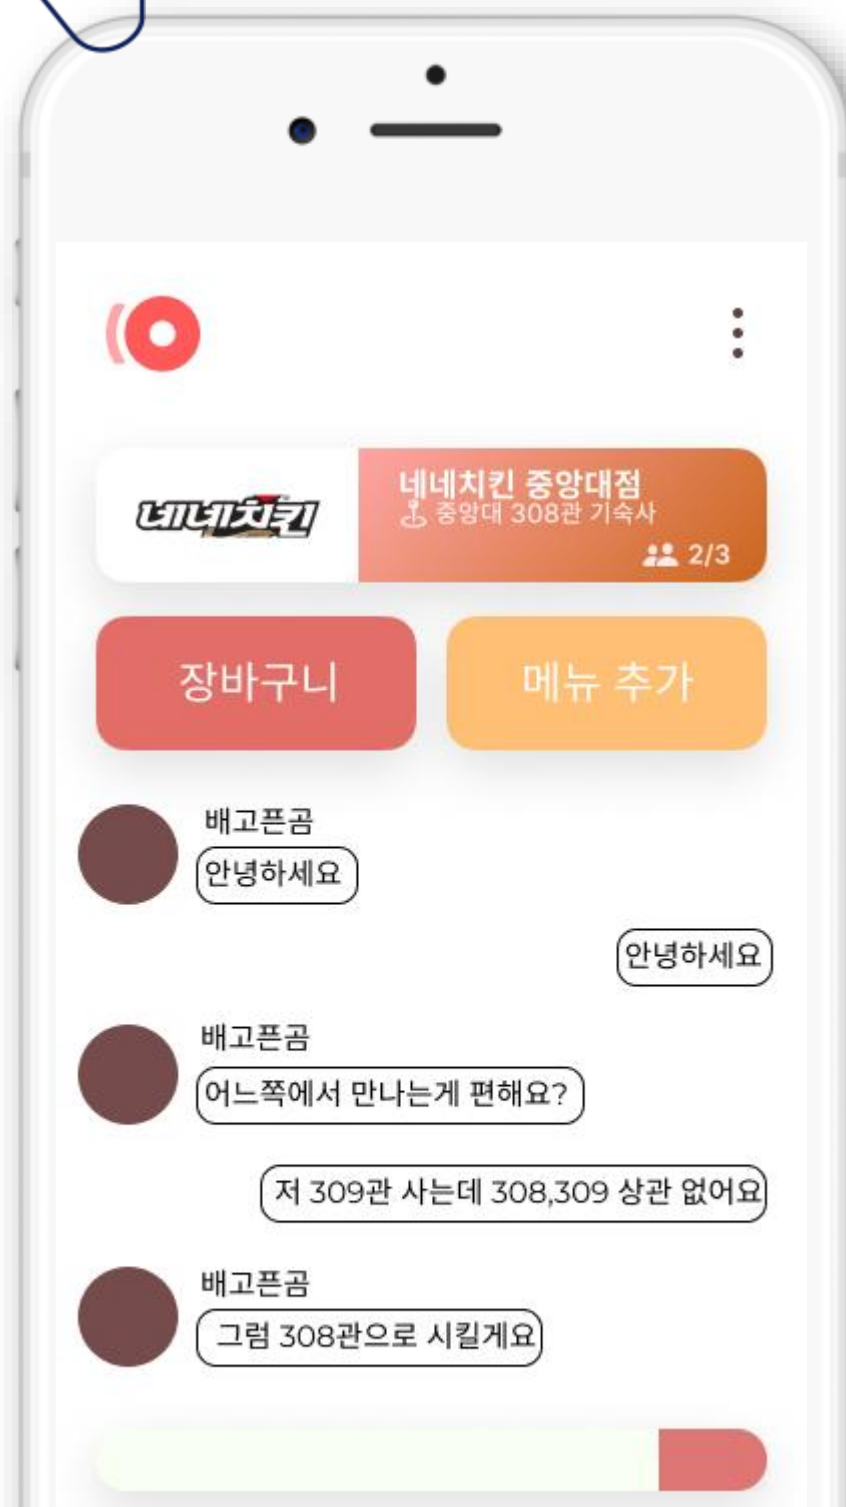 네네치킨
네네치킨 중앙대점
중앙대 308관 기숙사
2/3
장바구니
메뉴 추가
배고픈곰
안녕하세요
안녕하세요
배고픈곰
어느쪽에서 만나는게 편해요?
저 309관 사는데 308,309 상관 없어요
배고픈곰
그럼 308관으로 시킬게요